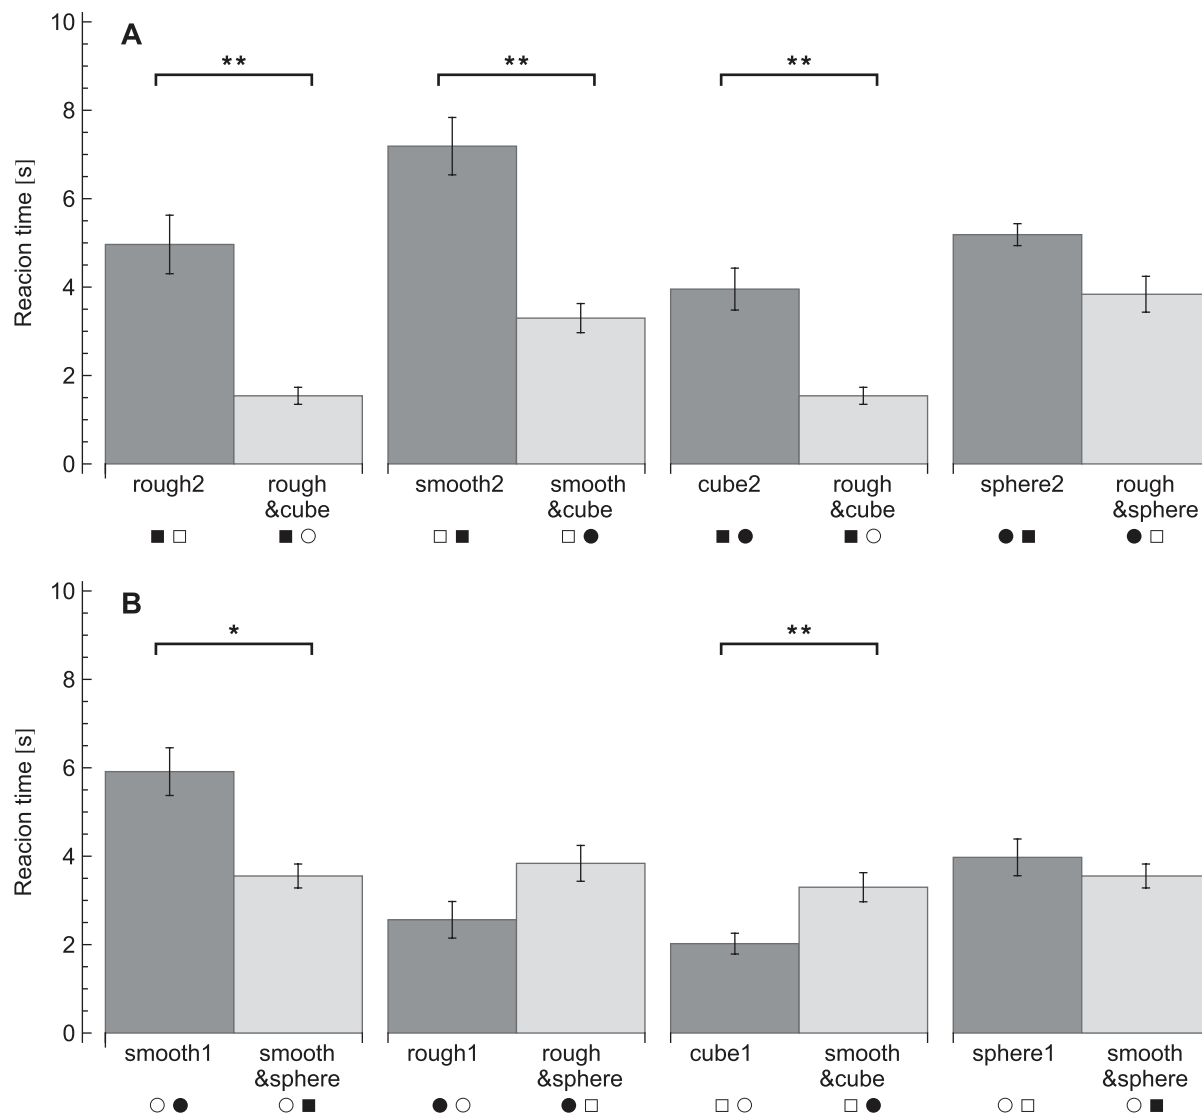 A
10
8
6
4
2
0
Reacion time [s]
** ** **
rough2 rough &cube smooth2 smooth &cube cube2 rough &cube sphere2 rough &sphere
B
10
8
6
4
2
0
Reacion time [s]
* **
smooth1 smooth &sphere rough1 rough &sphere cube1 smooth &cube sphere1 smooth &sphere